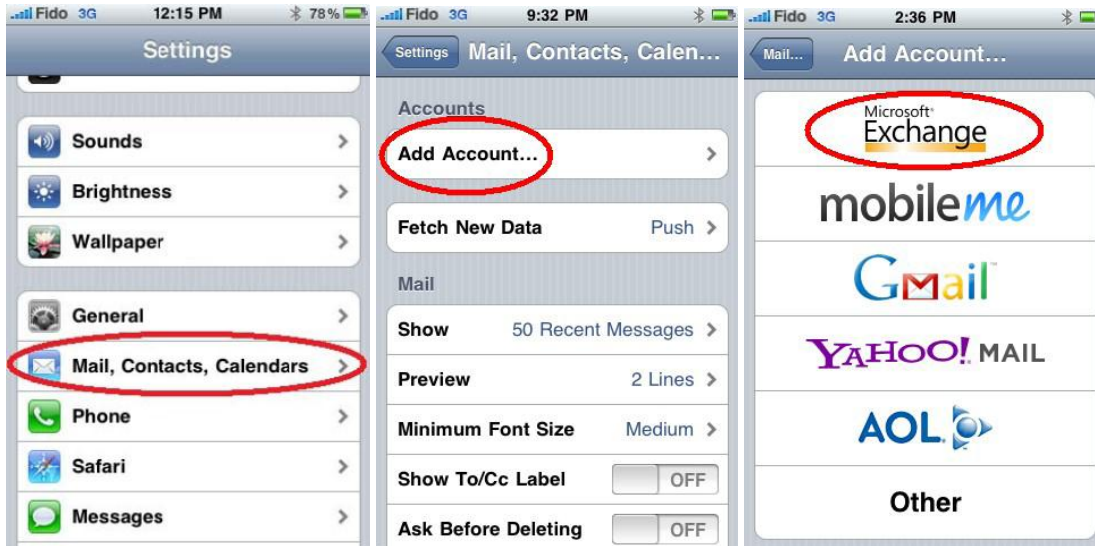 Fido 3G 12:15 PM 78%
Settings
Sounds
Brightness
Wallpaper
General
Mail, Contacts, Calendars
Phone
Safari
Messages
Fido 3G 9:32 PM
Settings Mail, Contacts, Calen...
Accounts
Add Account...
Fetch New Data Push
Mail
Show 50 Recent Messages
Preview 2 Lines
Minimum Font Size Medium
Show To/Cc Label OFF
Ask Before Deleting OFF
Fido 3G 2:36 PM
Mail... Add Account...
Microsoft®
Exchange
mobileme
GMail™
YAHOO! MAIL
AOL
Other